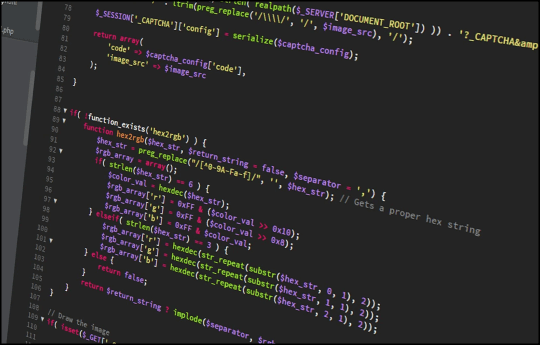 .php
78
79 ltrim(preg_replace('/\\\\/', '/', $image_src), '/'); realpath($_SERVER['DOCUMENT_ROOT']) )) . '?_CAPTCHA&amp
80 $_SESSION['_CAPTCHA']['config'] = serialize($captcha_config);
81
82 return array(
83 'code' => $captcha_config['code'],
84 'image_src' => $image_src
85 );
}
86
87
88 if( !function_exists('hex2rgb') ) {
89 function hex2rgb($hex_str, $return_string = false, $separator = ',') {
90 $hex_str = preg_replace("/[^0-9A-Fa-f]/", '', $hex_str); // Gets a proper hex string
91 $rgb_array = array();
92 if( strlen($hex_str) == 6 ) {
93 $color_val = hexdec($hex_str);
94 $rgb_array['r'] = 0xFF & ($color_val >> 0x10);
95 $rgb_array['g'] = 0xFF & ($color_val >> 0x8);
96 $rgb_array['b'] = 0xFF & $color_val;
97 } elseif( strlen($hex_str) == 3 ) {
98 $rgb_array['r'] = hexdec(str_repeat(substr($hex_str, 0, 1), 2));
99 $rgb_array['g'] = hexdec(str_repeat(substr($hex_str, 1, 1), 2));
100 $rgb_array['b'] = hexdec(str_repeat(substr($hex_str, 2, 1), 2));
101 } else {
102 return false;
103 }
104 return $return_string ? implode($separator,
105 }
106 }
107
108 // Draw the image
109 if( isset($_GET['
110